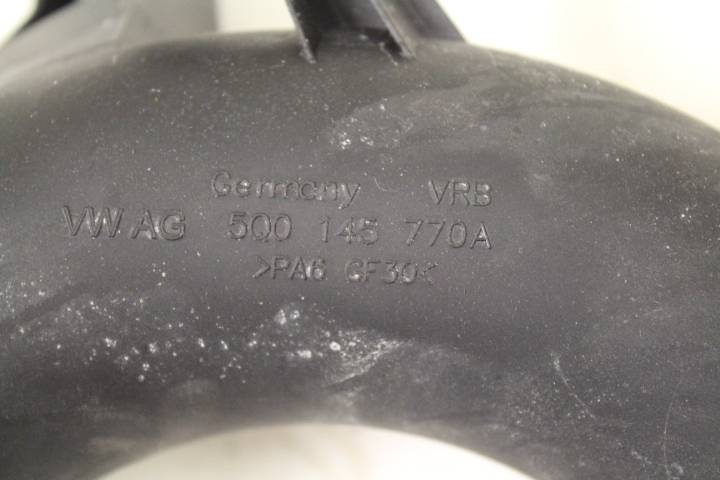 Germany VRB
VW AG 5Q0 145 770A
>PA6 GF30<